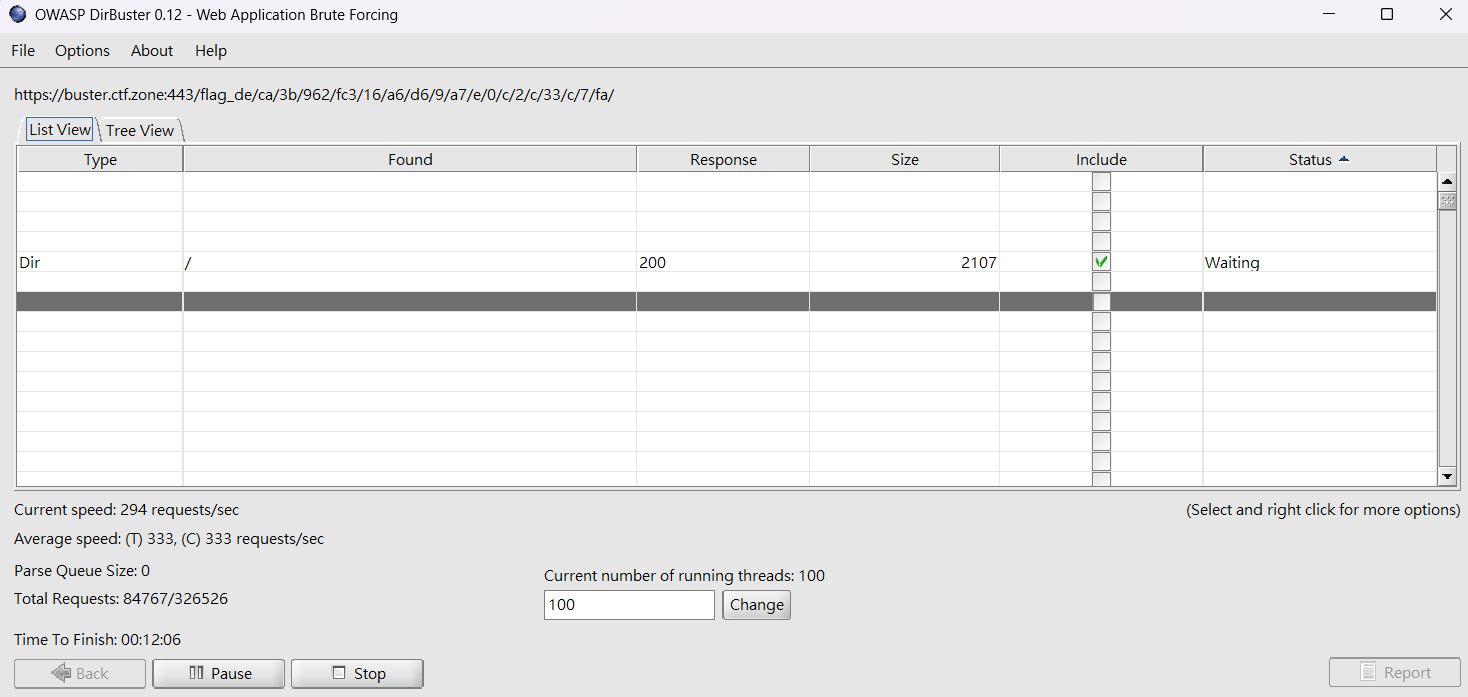 OWASP DirBuster 0.12 - Web Application Brute Forcing
File Options About Help
https://buster.ctf.zone:443/flag_de/ca/3b/962/fc3/16/a6/d6/9/a7/e/0/c/2/c/33/c/7/fa/
List View Tree View
Type Found Response Size Include Status
Dir / 200 2107 Waiting
Current speed: 294 requests/sec (Select and right click for more options)
Average speed: (T) 333, (C) 333 requests/sec
Parse Queue Size: 0 Current number of running threads: 100
Total Requests: 84767/326526 100 Change
Time To Finish: 00:12:06
Back Pause Stop Report